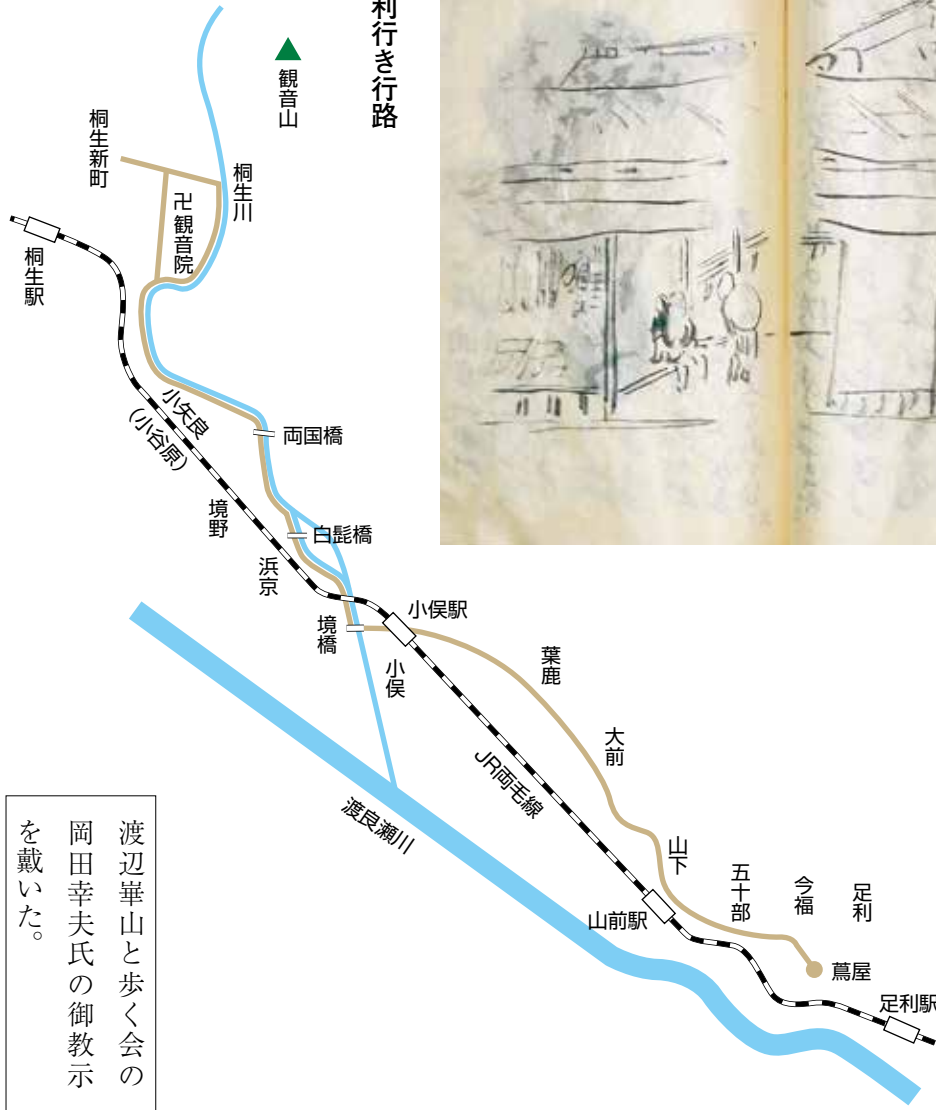 利行き行路
観音山
桐生新町
桐生川
卍観音院
桐生駅
小矢良
(小谷原)
両国橋
境野
白髭橋
浜京
境橋
小俣駅
小俣
葉鹿
大前
JR両毛線
渡良瀬川
山下
山前駅
五十部
今福
足利
蔦屋
足利駅
渡辺崋山と歩く会の
岡田幸夫氏の御教示
を戴いた。